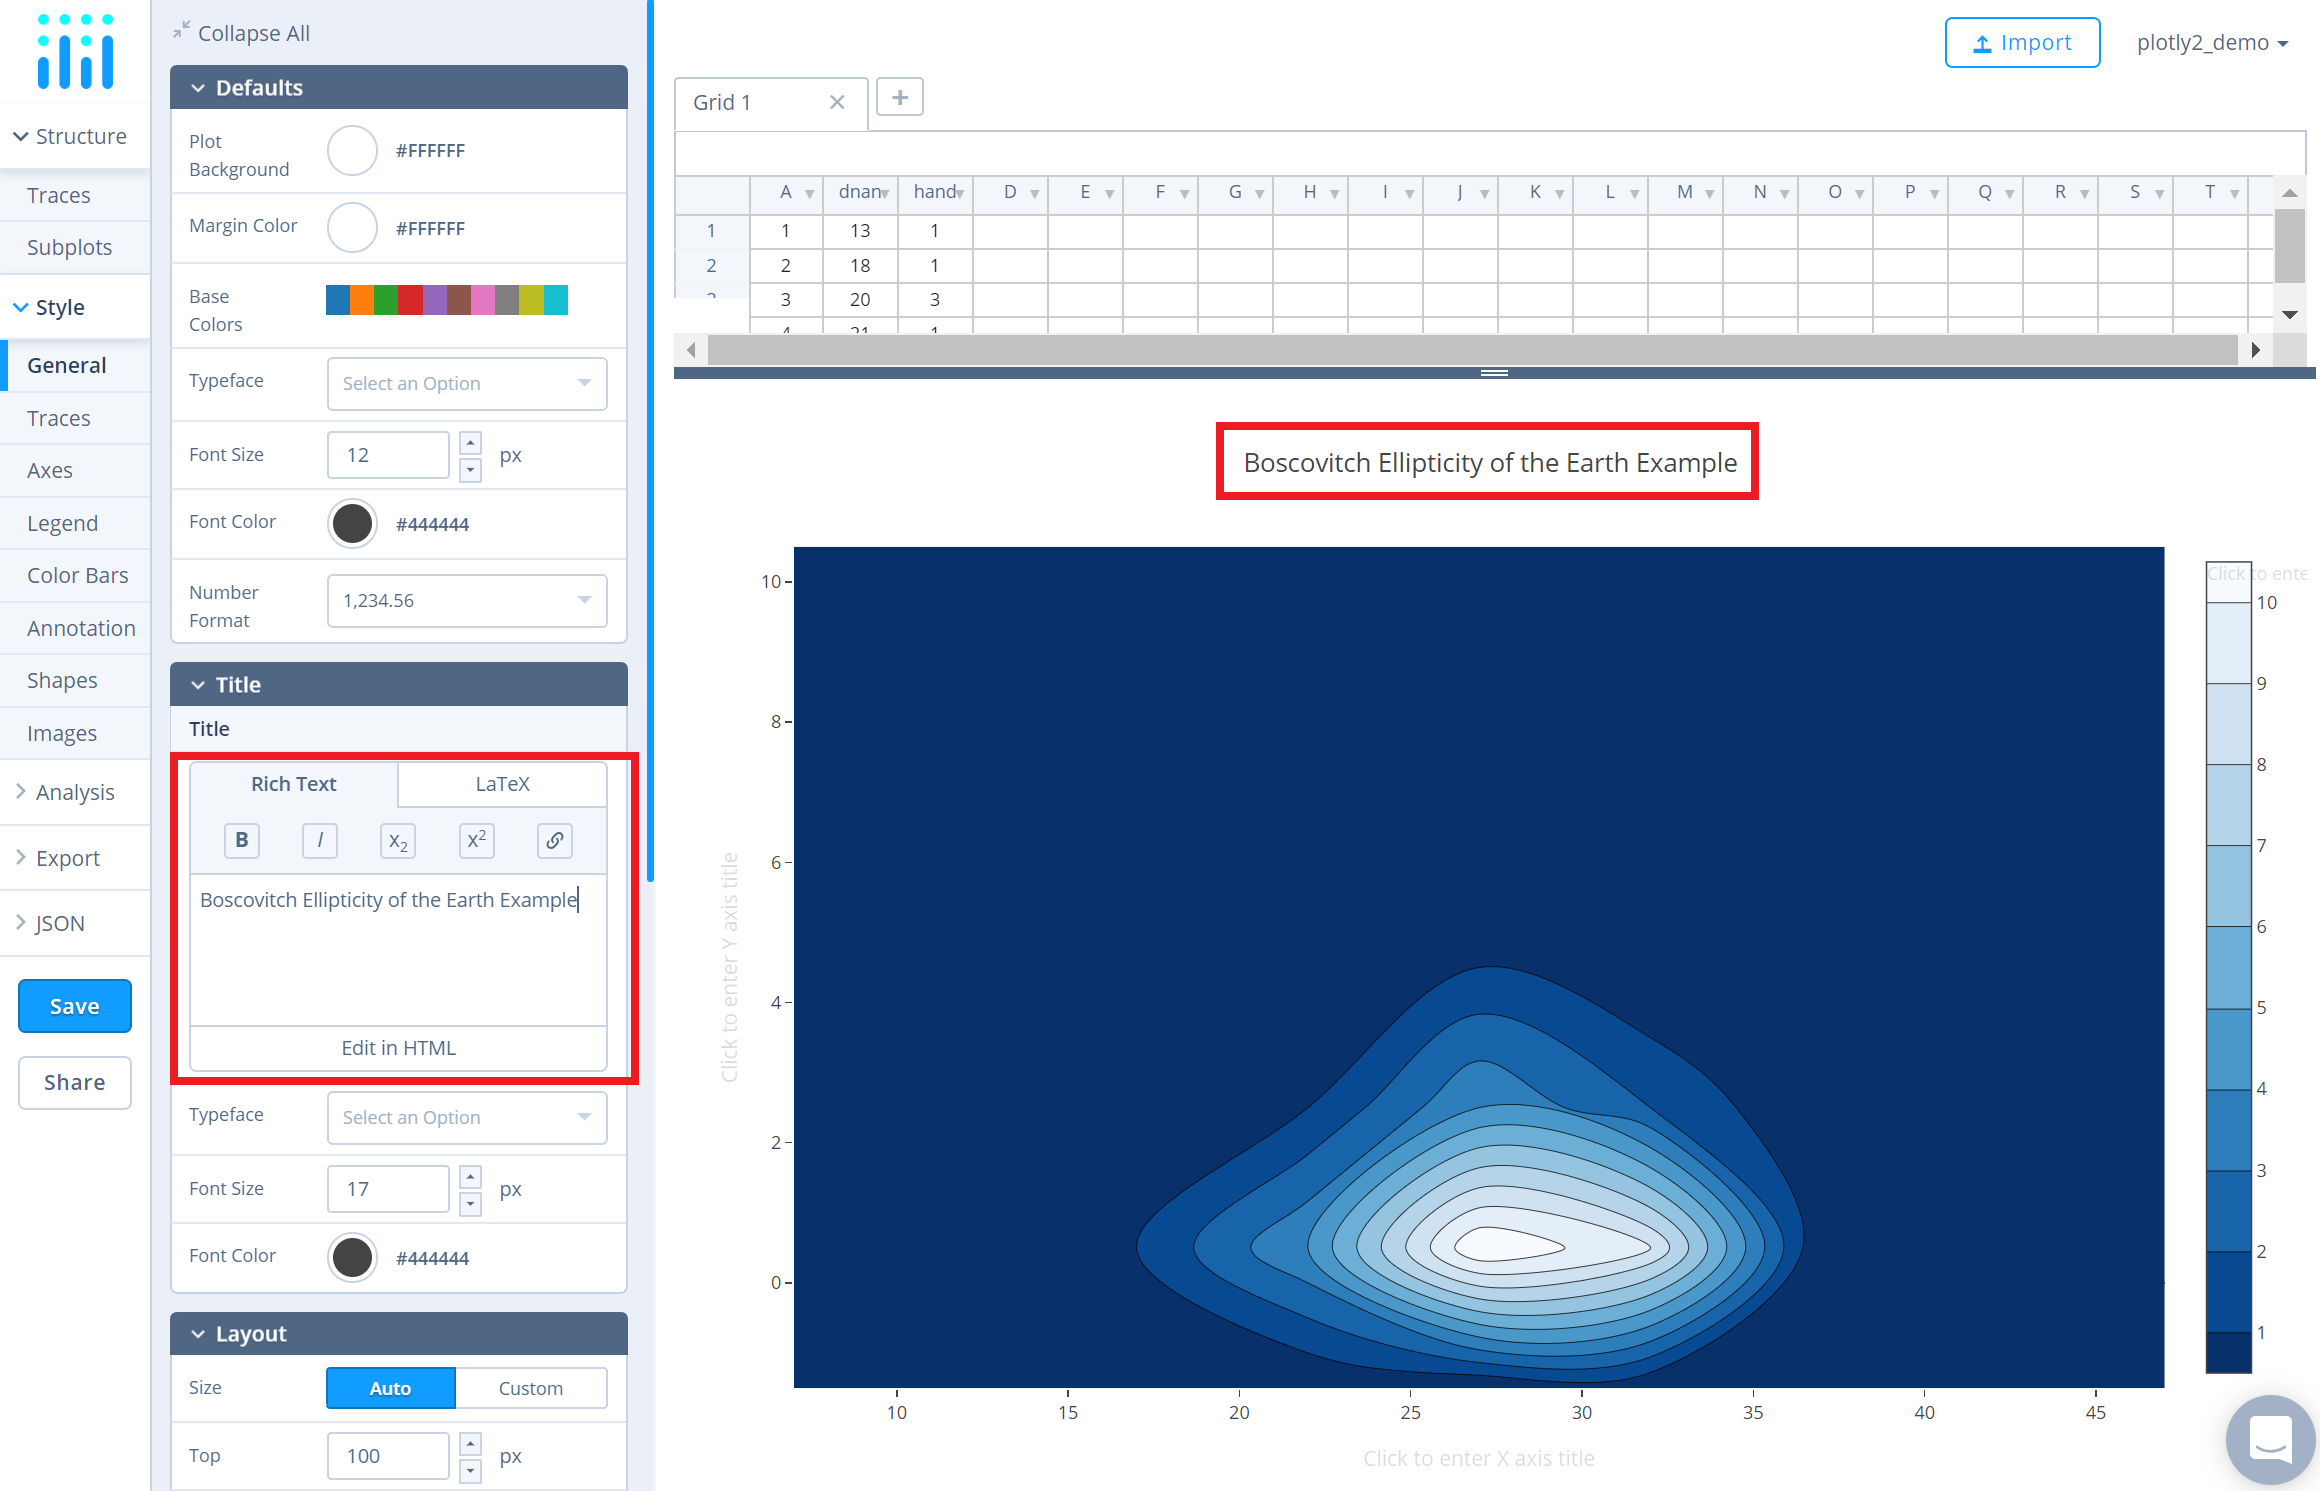 Collapse All
Import
plotly2_demo
Structure
Traces
Subplots
Style
General
Traces
Axes
Legend
Color Bars
Annotation
Shapes
Images
Analysis
Export
JSON
Save
Share
Defaults
Plot
Background
#FFFFFF
Margin Color
#FFFFFF
Base
Colors
Typeface
Select an Option
Font Size
12
px
Font Color
#444444
Number
Format
1,234.56
Title
Title
Rich Text
LaTeX
B
I
x2
x2
Boscovitch Ellipticity of the Earth Example
Edit in HTML
Typeface
Select an Option
Font Size
17
px
Font Color
#444444
Layout
Size
Auto
Custom
Top
100
px
Grid 1
+
A dnan hand D E F G H I J K L M N O P Q R S T
1 1 13 1
2 2 18 1
3 3 20 3
4 21 1
Boscovitch Ellipticity of the Earth Example
10
8
6
4
2
0
Click to enter Y axis title
10 15 20 25 30 35 40 45
Click to enter X axis title
Click to ente
10
9
8
7
6
5
4
3
2
1